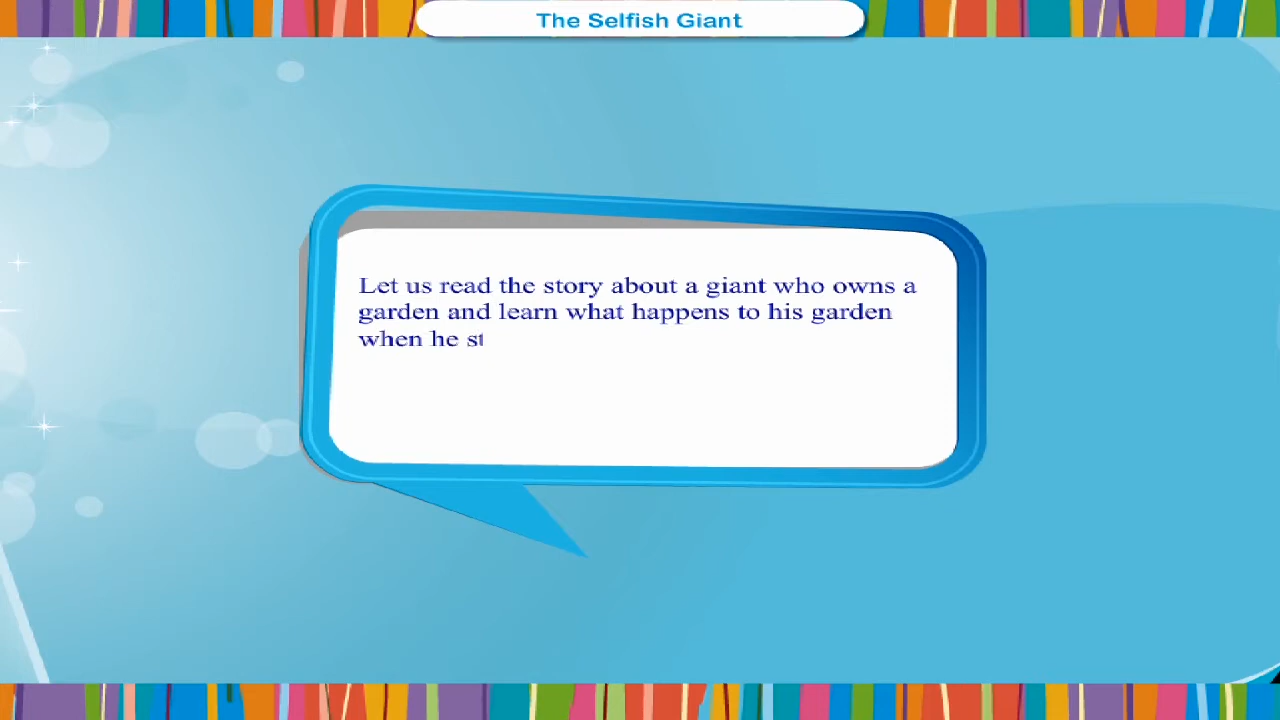 The Selfish Giant
Let us read the story about a giant who owns a
garden and learn what happens to his garden
when he st